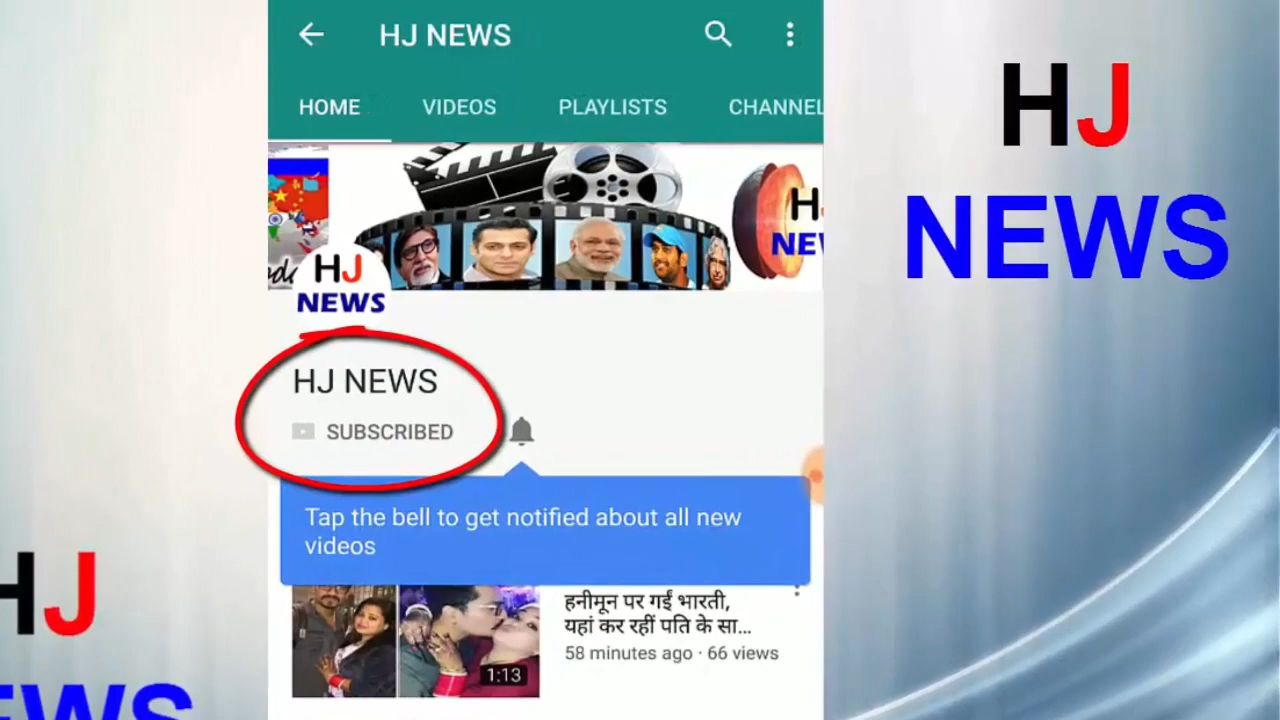 HJ NEWS
HOME VIDEOS PLAYLISTS CHANNEL
HJ
NEWS
HJ
NEWS
HJ NEWS
SUBSCRIBED
Tap the bell to get notified about all new
videos
हनीमून पर गईं भारती,
यहां कर रहीं पति के सा...
58 minutes ago · 66 views
1:13
HJ
NEWS